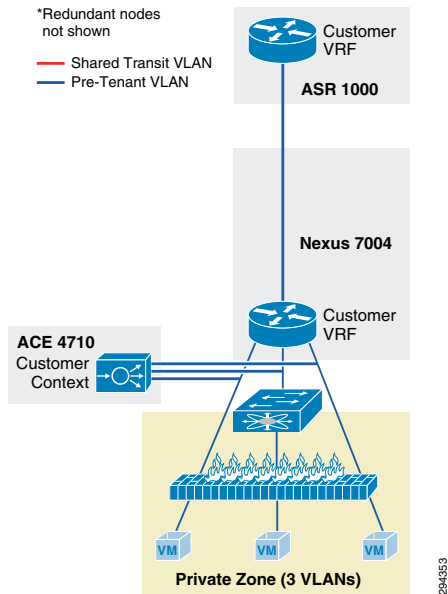 *Redundant nodes
not shown
Shared Transit VLAN
Pre-Tenant VLAN
Customer
VRF
ASR 1000
Nexus 7004
Customer
VRF
ACE 4710
Customer
Context
VM
VM
VM
Private Zone (3 VLANs)
294353